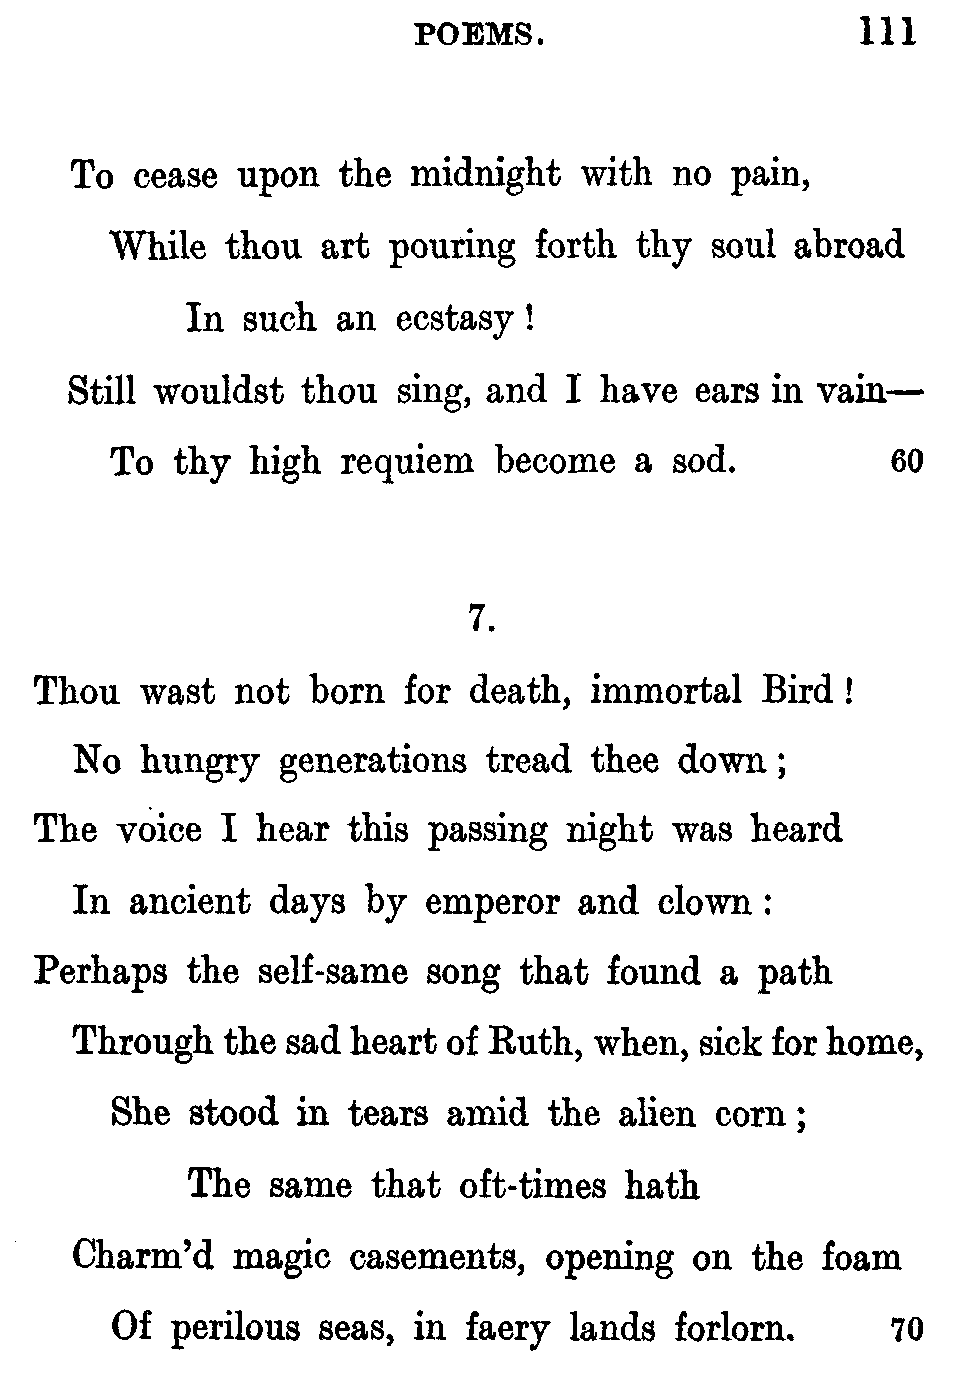 POEMS. 111
To cease upon the midnight with no pain,
While thou art pouring forth thy soul abroad
In such an ecstasy!
Still wouldst thou sing, and I have ears in vain—
To thy high requiem become a sod. 60
7.
Thou wast not born for death, immortal Bird!
No hungry generations tread thee down;
The voice I hear this passing night was heard
In ancient days by emperor and clown:
Perhaps the self-same song that found a path
Through the sad heart of Ruth, when, sick for home,
She stood in tears amid the alien corn;
The same that oft-times hath
Charm'd magic casements, opening on the foam
Of perilous seas, in faery lands forlorn. 70